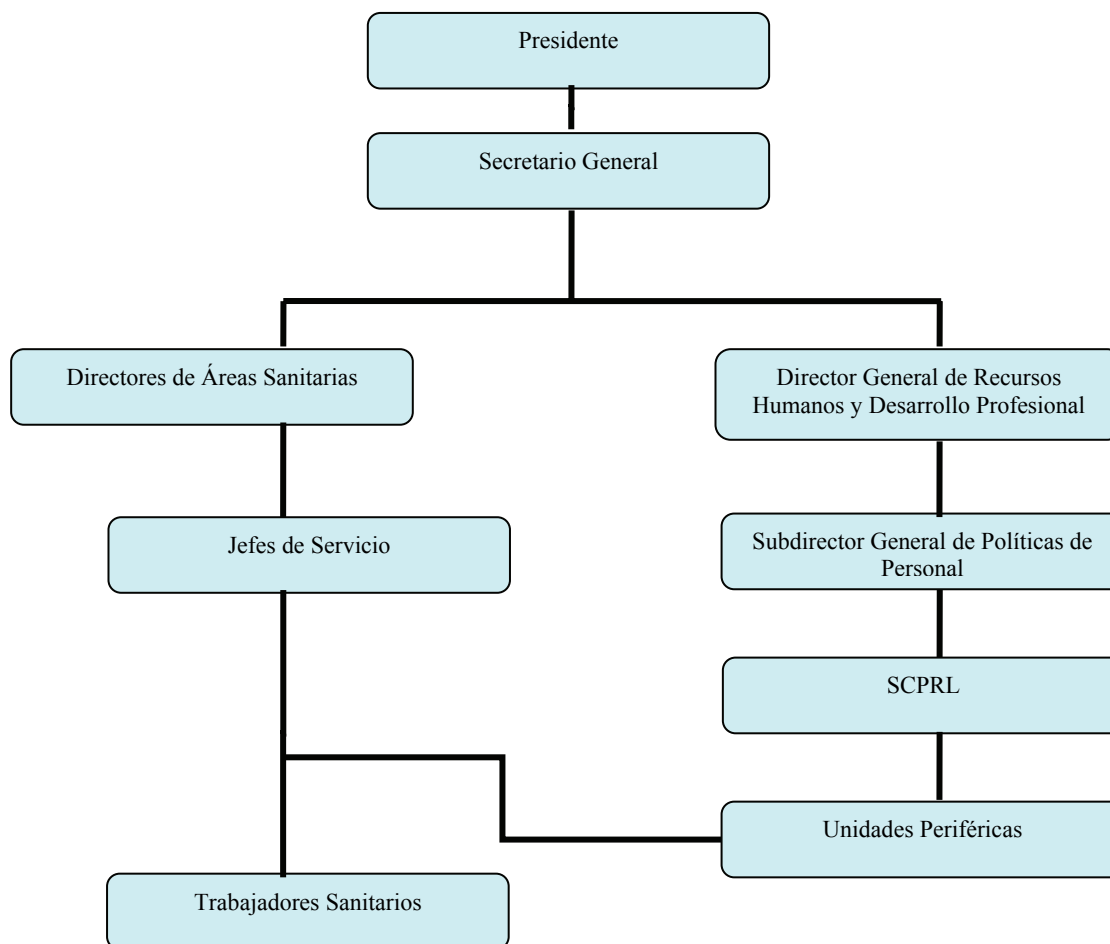 Presidente
Secretario General
Directores de Áreas Sanitarias
Director General de Recursos
Humanos y Desarrollo Profesional
Jefes de Servicio
Subdirector General de Políticas de
Personal
SCPRL
Unidades Periféricas
Trabajadores Sanitarios